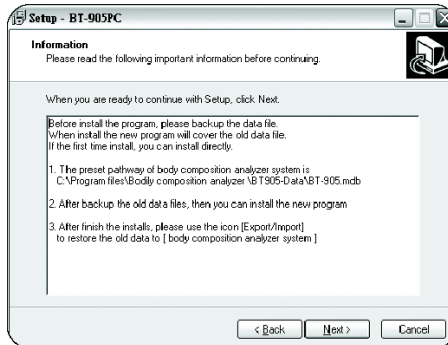 Setup - BT-905PC
Information
Please read the following important information before continuing.
When you are ready to continue with Setup, click Next.
Before install the program, please backup the data file.
When install the new program will cover the old data file.
If the first time install, you can install directly.
1. The preset pathway of body composition analyzer system is
C:\Program files\Bodily composition analyzer \BT905-Data\BT-905.mdb
2. After backup the old data files, then you can install the new program
3. After finish the installs, please use the icon [Export/Import]
to restore the old data to [ body composition analyzer system ]
< Back Next > Cancel